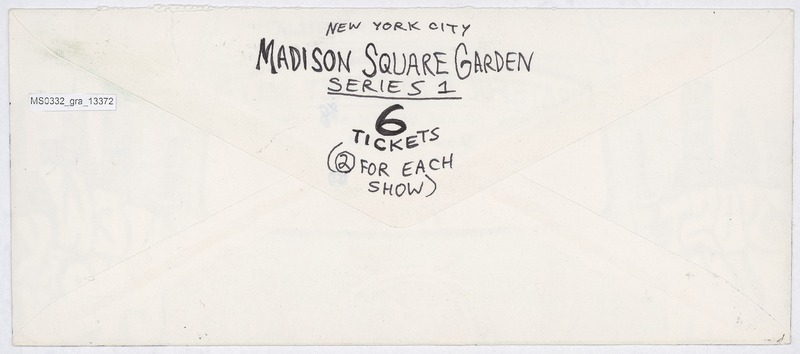 NEW YORK CITY
MADISON SQUARE GARDEN
SERIES 1
MS0332_gra_13372
6
TICKETS
(2 FOR EACH
SHOW)